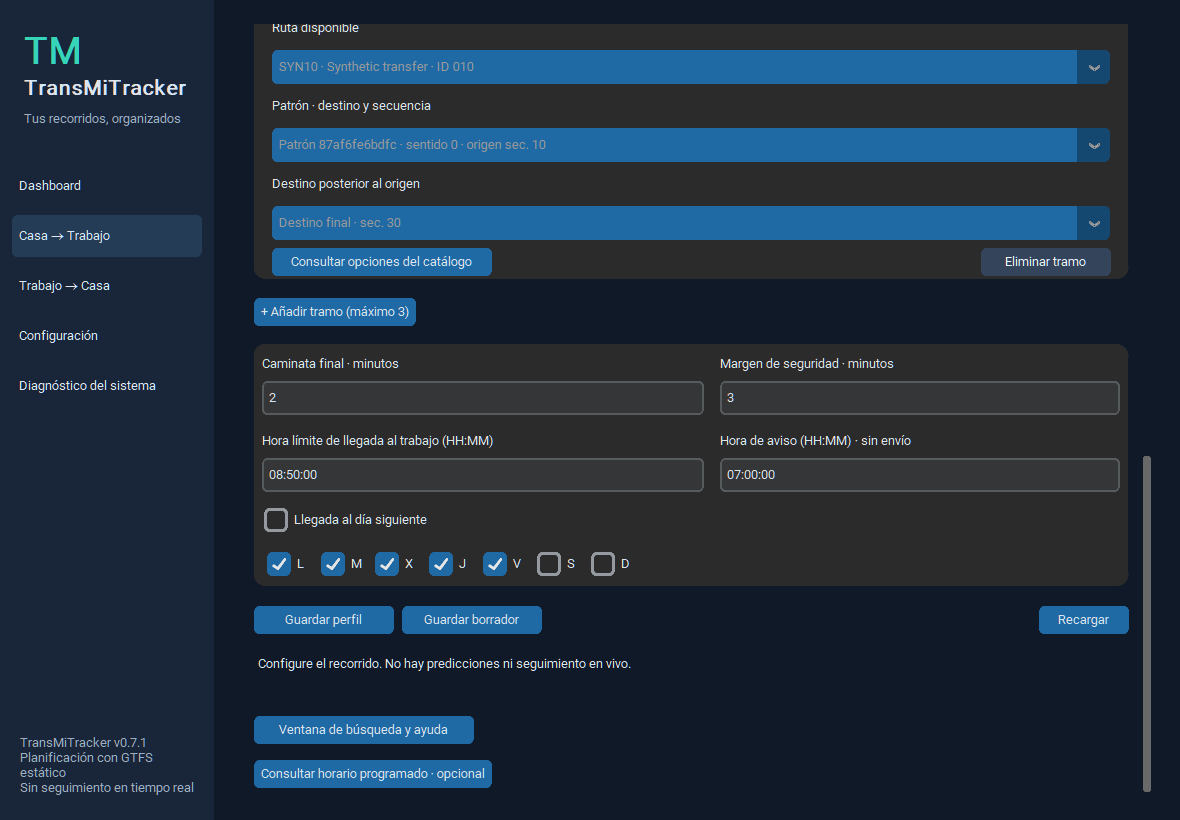 TM
TransMiTracker
Tus recorridos, organizados
Dashboard
Casa → Trabajo
Trabajo → Casa
Configuración
Diagnóstico del sistema
TransMiTracker v0.7.1
Planificación con GTFS
estático
Sin seguimiento en tiempo real
Ruta disponible
SYN10 · Synthetic transfer · ID 010
Patrón · destino y secuencia
Patrón 87af6fe6bdfc · sentido 0 · origen sec. 10
Destino posterior al origen
Destino final · sec. 30
Consultar opciones del catálogo
Eliminar tramo
+ Añadir tramo (máximo 3)
Caminata final · minutos
Margen de seguridad · minutos
2
3
Hora límite de llegada al trabajo (HH:MM)
Hora de aviso (HH:MM) · sin envío
08:50:00
07:00:00
Llegada al día siguiente
L M X J V S D
Guardar perfil
Guardar borrador
Recargar
Configure el recorrido. No hay predicciones ni seguimiento en vivo.
Ventana de búsqueda y ayuda
Consultar horario programado · opcional